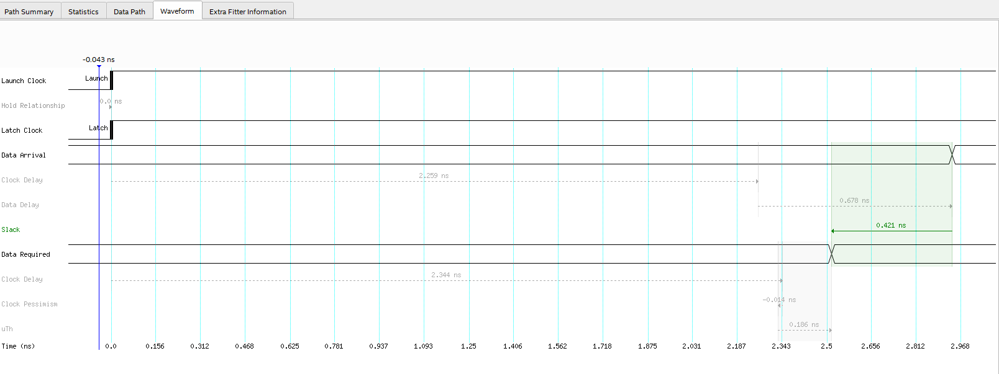 Path Summary Statistics Data Path Waveform Extra Fitter Information
-0.043 ns
Launch Clock Launch
Hold Relationship 0.0 ns
Latch Clock Latch
Data Arrival
Clock Delay 2.259 ns
Data Delay 0.678 ns
Slack 0.421 ns
Data Required
Clock Delay 2.344 ns
Clock Pessimism -0.014 ns
uTh 0.186 ns
Time (ns) 0.0 0.156 0.312 0.468 0.625 0.781 0.937 1.093 1.25 1.406 1.562 1.718 1.875 2.031 2.187 2.343 2.5 2.656 2.812 2.968